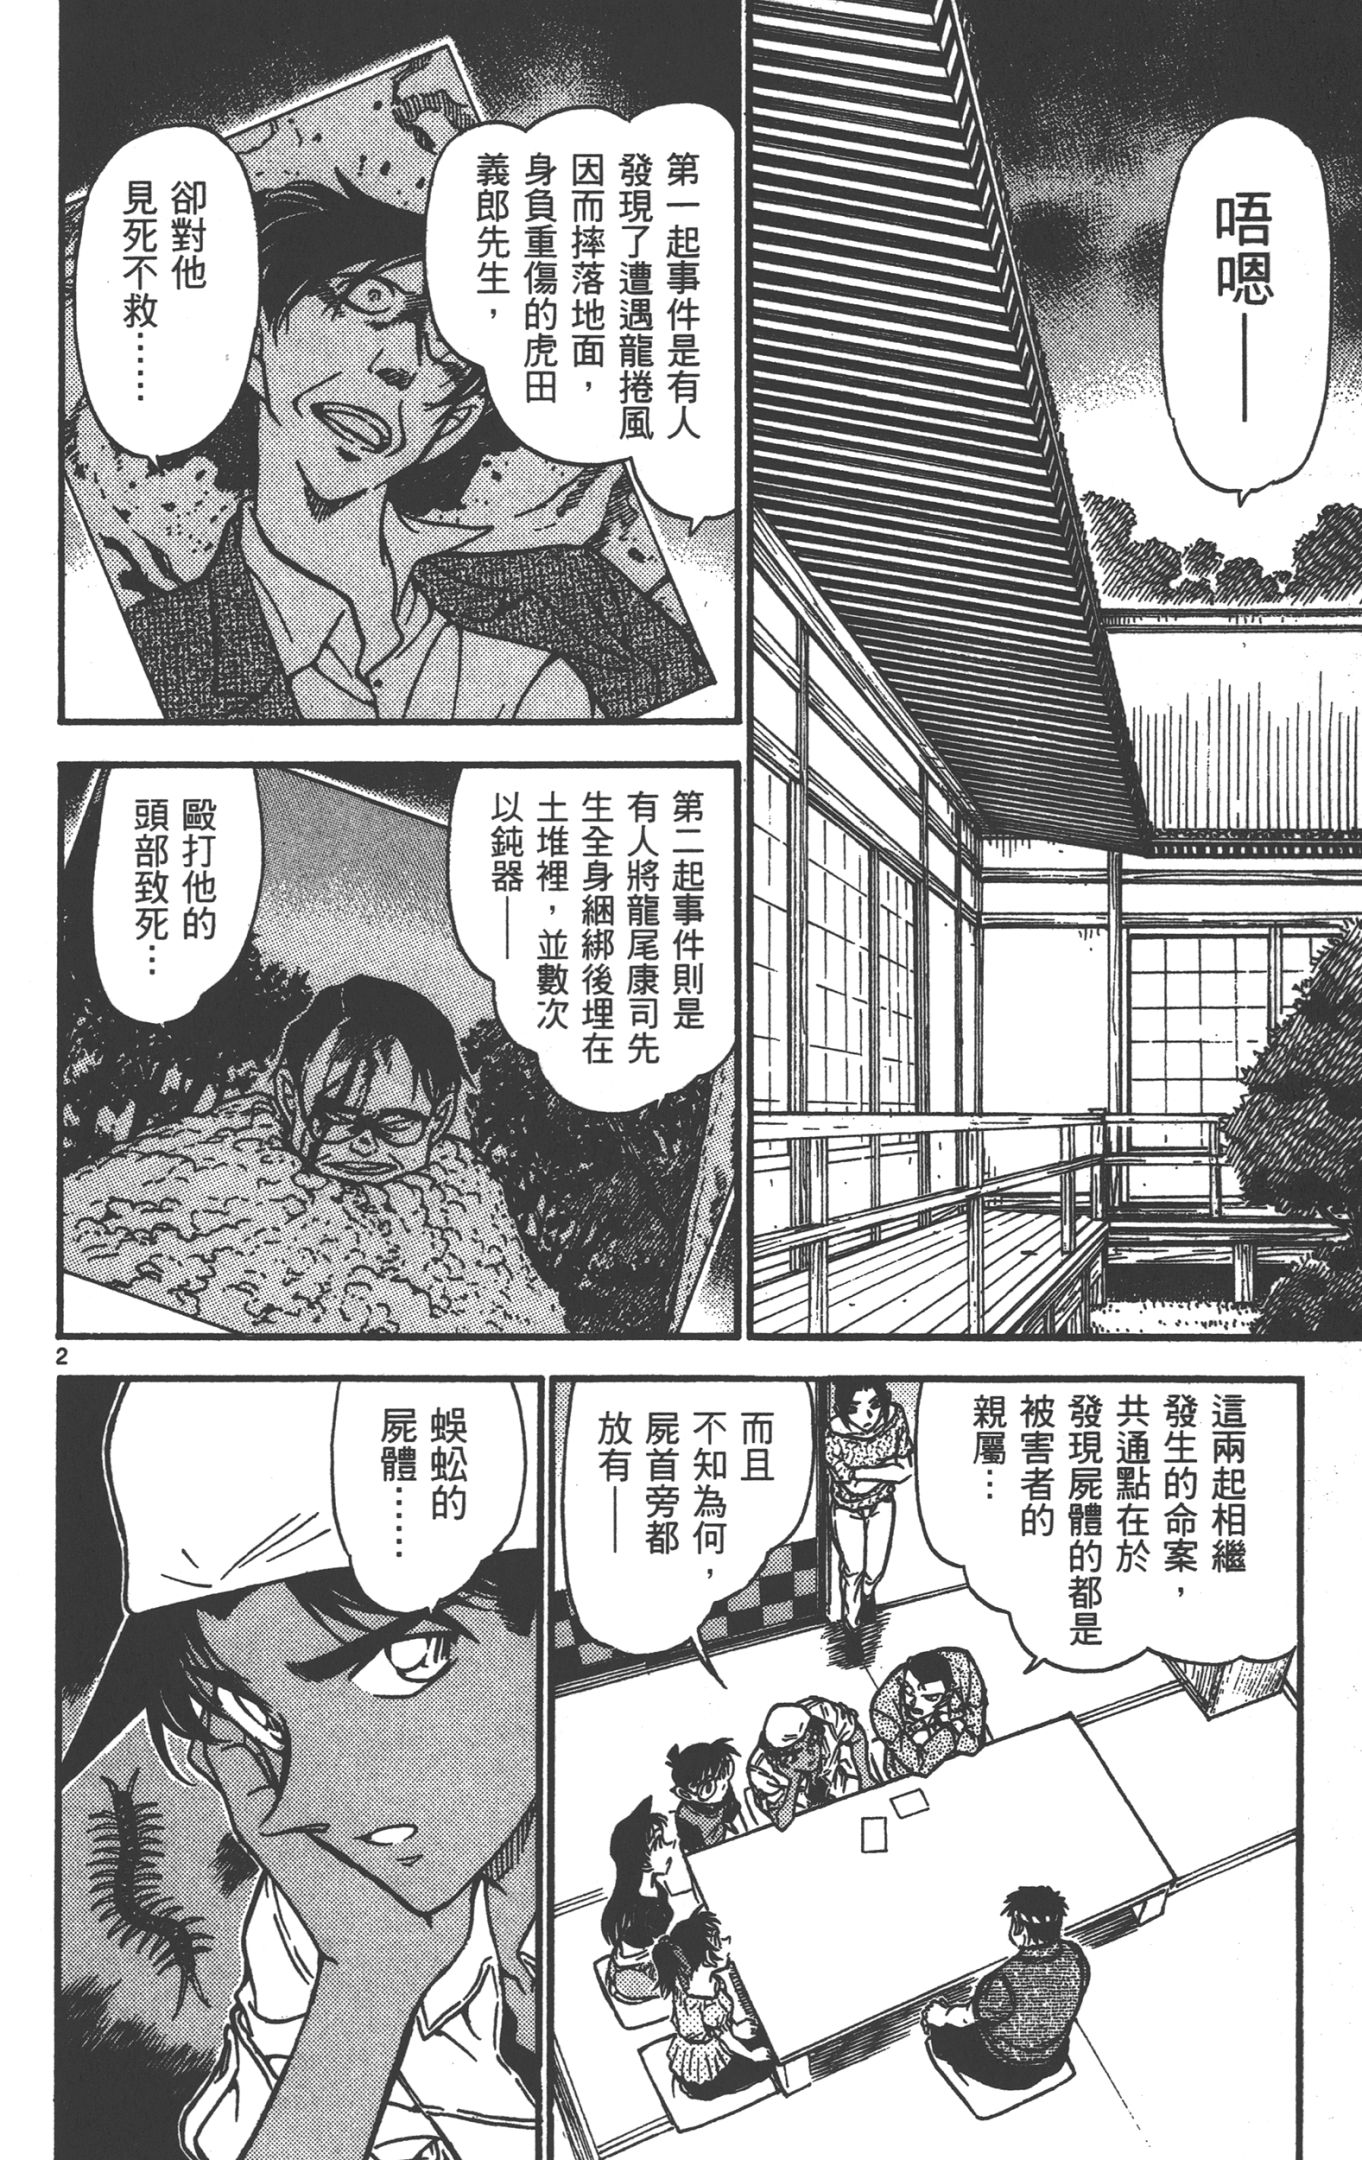 唔嗯——
第一起事件是有人
發現了遭遇龍捲風
因而摔落地面，
身負重傷的虎田
義郎先生，
卻對他
見死不救……
第二起事件則是
有人將龍尾康司先
生全身綑綁後埋在
土堆裡，並數次
以鈍器——
毆打他的
頭部致死…
2
這兩起相繼
發生的命案，
共通點在於
發現屍體的都是
被害者的
親屬…
而且
不知為何，
屍首旁都
放有——
蜈蚣的
屍體……